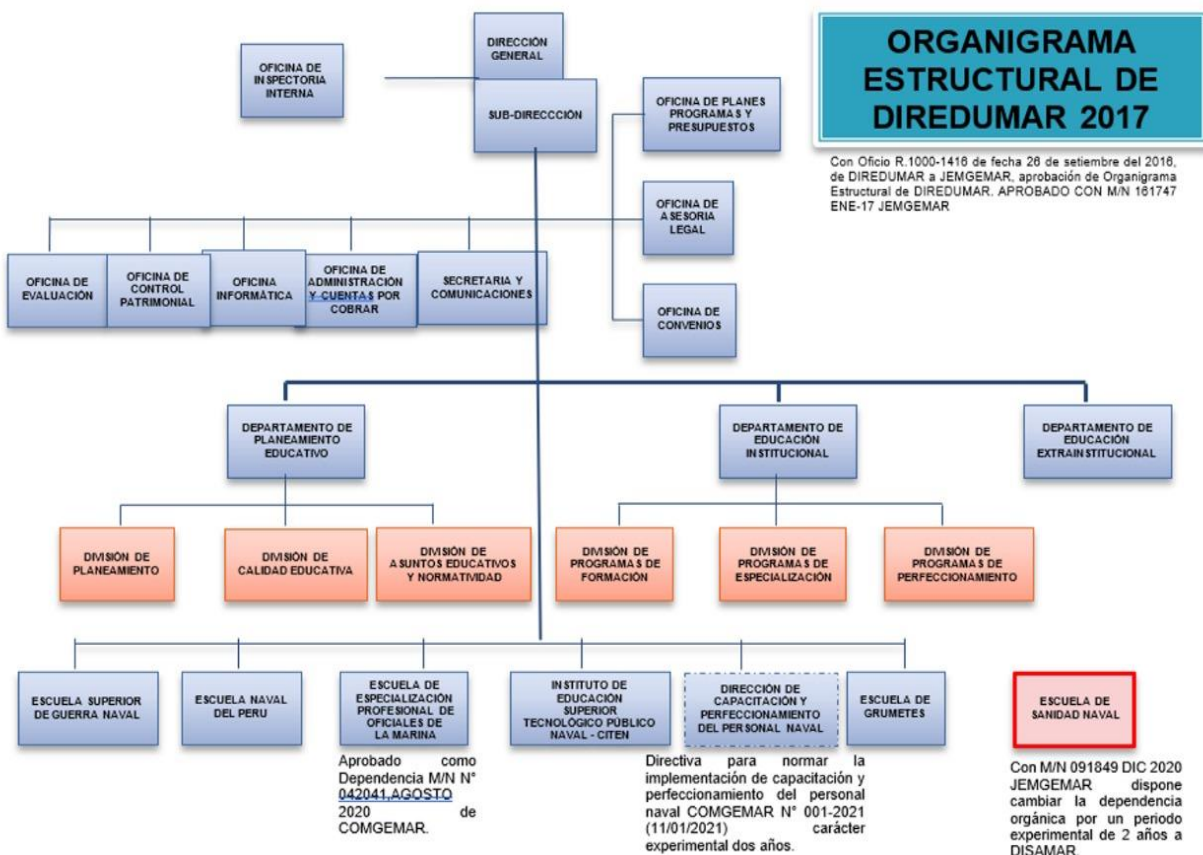 ORGANIGRAMA
ESTRUCTURAL DE
DIREDUMAR 2017
Con Oficio R.1000-1416 de fecha 26 de setiembre del 2016,
de DIREDUMAR a JEMGEMAR, aprobación de Organigrama
Estructural de DIREDUMAR. APROBADO CON M/N 161747
ENE-17 JEMGEMAR
DIRECCIÓN
GENERAL
OFICINA DE
INSPECTORIA
INTERNA
SUB-DIRECCCIÓN
OFICINA DE PLANES
PROGRAMAS Y
PRESUPUESTOS
OFICINA DE
ASESORIA
LEGAL
OFICINA DE
CONVENIOS
OFICINA DE
EVALUACIÓN
OFICINA DE
CONTROL
PATRIMONIAL
OFICINA
INFORMÁTICA
OFICINA DE
ADMINISTRACIÓN
Y CUENTAS POR
COBRAR
SECRETARIA Y
COMUNICACIONES
DEPARTAMENTO DE
PLANEAMIENTO
EDUCATIVO
DEPARTAMENTO DE
EDUCACIÓN
INSTITUCIONAL
DEPARTAMENTO DE
EDUCACIÓN
EXTRAINSTITUCIONAL
DIVISIÓN DE
PLANEAMIENTO
DIVISIÓN DE
CALIDAD EDUCATIVA
DIVISIÓN DE
ASUNTOS EDUCATIVOS
Y NORMATIVIDAD
DIVISIÓN DE
PROGRAMAS DE
FORMACIÓN
DIVISIÓN DE
PROGRAMAS DE
ESPECIALIZACIÓN
DIVISIÓN DE
PROGRAMAS DE
PERFECCIONAMIENTO
ESCUELA SUPERIOR
DE GUERRA NAVAL
ESCUELA NAVAL
DEL PERU
ESCUELA DE
ESPECIALIZACIÓN
PROFESIONAL DE
OFICIALES DE
LA MARINA
INSTITUTO DE
EDUCACIÓN
SUPERIOR
TECNOLÓGICO PÚBLICO
NAVAL - CITEN
DIRECCIÓN DE
CAPACITACIÓN Y
PERFECCIONAMIENTO
DEL PERSONAL NAVAL
ESCUELA DE
GRUMETES
ESCUELA DE
SANIDAD NAVAL
Aprobado como
Dependencia M/N N°
042041,AGOSTO
2020 de
COMGEMAR.
Directiva para normar la
implementación de capacitación y
perfeccionamiento del personal
naval COMGEMAR N° 001-2021
(11/01/2021) carácter
experimental dos años.
Con M/N 091849 DIC 2020
JEMGEMAR dispone
cambiar la dependencia
orgánica por un periodo
experimental de 2 años a
DISAMAR.